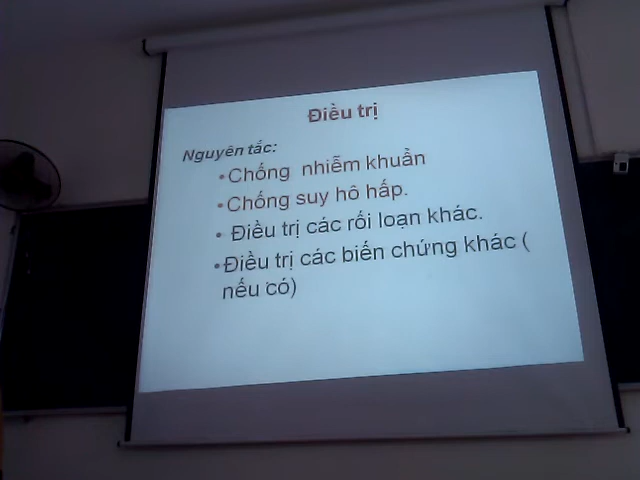 Điều trị
Nguyên tắc:
•Chống nhiễm khuẩn
•Chống suy hô hấp.
• Điều trị các rối loạn khác.
•Điều trị các biến chứng khác (
nếu có)